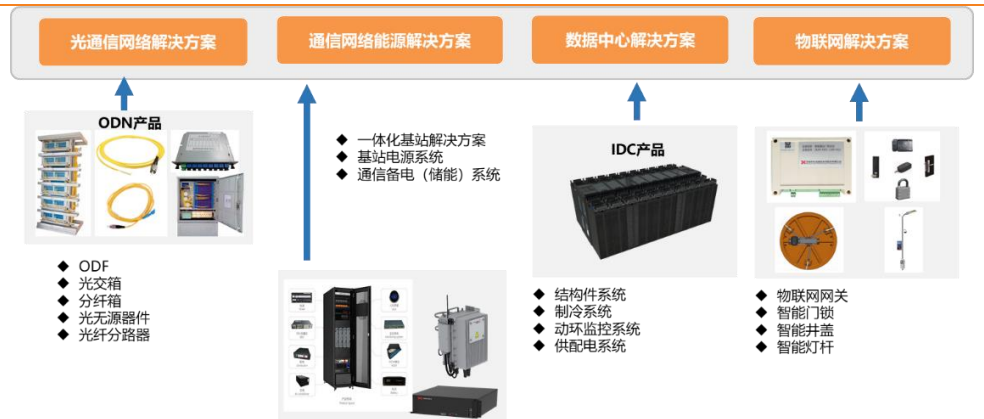 光通信网络解决方案
通信网络能源解决方案
数据中心解决方案
物联网解决方案
ODN产品
◆ ODF
◆ 光交箱
◆ 分纤箱
◆ 光无源器件
◆ 光纤分路器
◆ 一体化基站解决方案
◆ 基站电源系统
◆ 通信备电（储能）系统
IDC产品
◆ 结构件系统
◆ 制冷系统
◆ 动环监控系统
◆ 供配电系统
◆ 物联网网关
◆ 智能门锁
◆ 智能井盖
◆ 智能灯杆